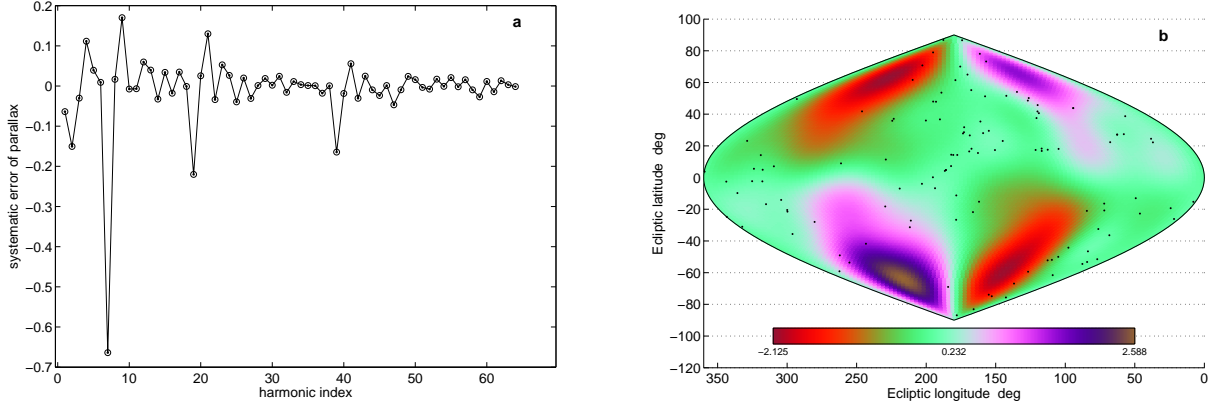 a
0.2
0.1
0
−0.1
−0.2
−0.3
−0.4
−0.5
−0.6
−0.7
systematic error of parallax
0 10 20 30 40 50 60
harmonic index
b
100
80
60
40
20
0
−20
−40
−60
−80
−100
−120
Ecliptic latitude deg
−2.125 0.232 2.588
350 300 250 200 150 100 50 0
Ecliptic longitude deg